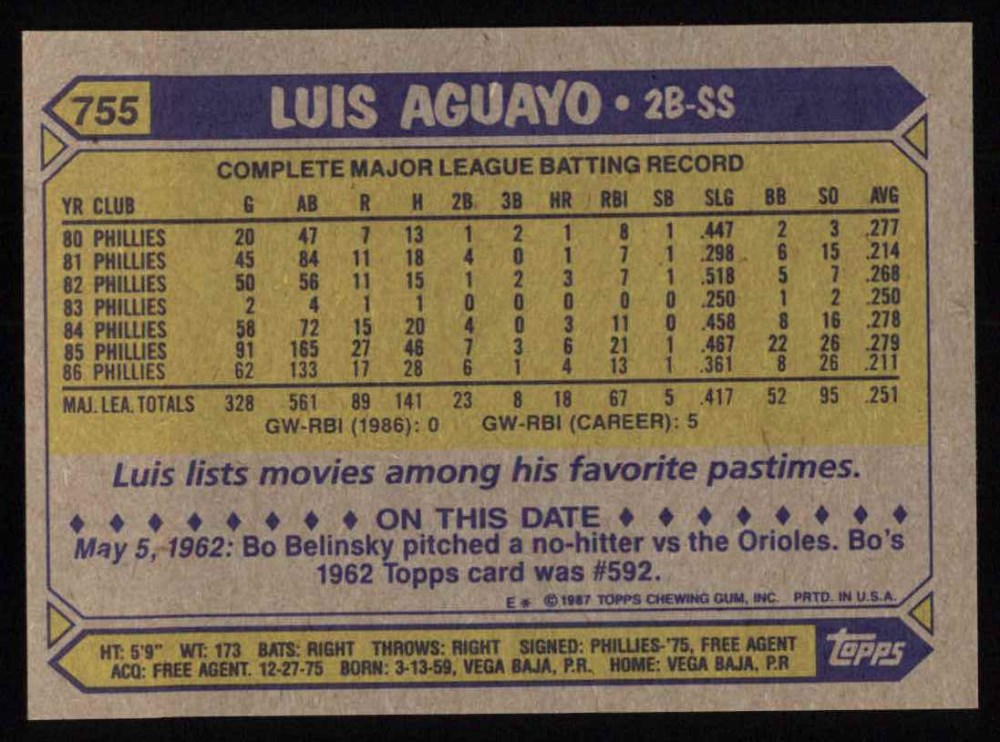 755 LUIS AGUAYO • 2B-SS
COMPLETE MAJOR LEAGUE BATTING RECORD
YR CLUB G AB R H 2B 3B HR RBI SB SLG BB SO AVG
80 PHILLIES 20 47 7 13 1 2 1 8 1 .447 2 3 .277
81 PHILLIES 45 84 11 18 4 0 1 7 1 .298 6 15 .214
82 PHILLIES 50 56 11 15 1 2 3 7 1 .518 5 7 .268
83 PHILLIES 2 4 1 1 0 0 0 0 0 .250 1 2 .250
84 PHILLIES 58 72 15 20 4 0 3 11 0 .458 8 16 .278
85 PHILLIES 91 165 27 46 7 3 6 21 1 .467 22 26 .279
86 PHILLIES 62 133 17 28 6 1 4 13 1 .361 8 26 .211
MAJ. LEA. TOTALS 328 561 89 141 23 8 18 67 5 .417 52 95 .251
GW-RBI (1986): 0 GW-RBI (CAREER): 5
Luis lists movies among his favorite pastimes.
ON THIS DATE
May 5, 1962: Bo Belinsky pitched a no-hitter vs the Orioles. Bo's
1962 Topps card was #592.
E* ©1987 TOPPS CHEWING GUM, INC. PRTD. IN U.S.A.
HT: 5'9" WT: 173 BATS: RIGHT THROWS: RIGHT SIGNED: PHILLIES-'75, FREE AGENT
ACQ: FREE AGENT. 12-27-75 BORN: 3-13-59, VEGA BAJA, P.R. HOME: VEGA BAJA, P.R
topps